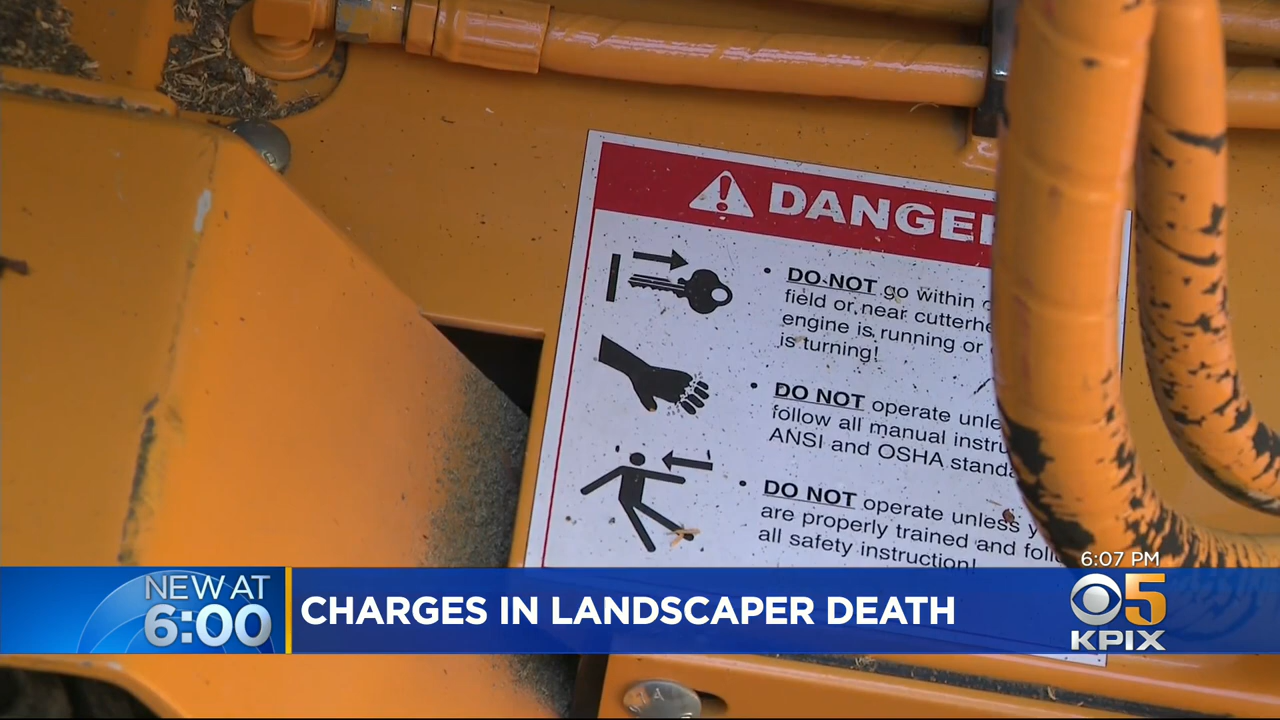 DANGER
DO NOT go within
field or near cutterhe
engine is running or
is turning!
DO NOT operate unle
follow all manual instru
ANSI and OSHA standa
DO NOT operate unless y
are properly trained and foll
all safety instruction!
6:07 PM
NEW AT
6:00
CHARGES IN LANDSCAPER DEATH
5
KPIX